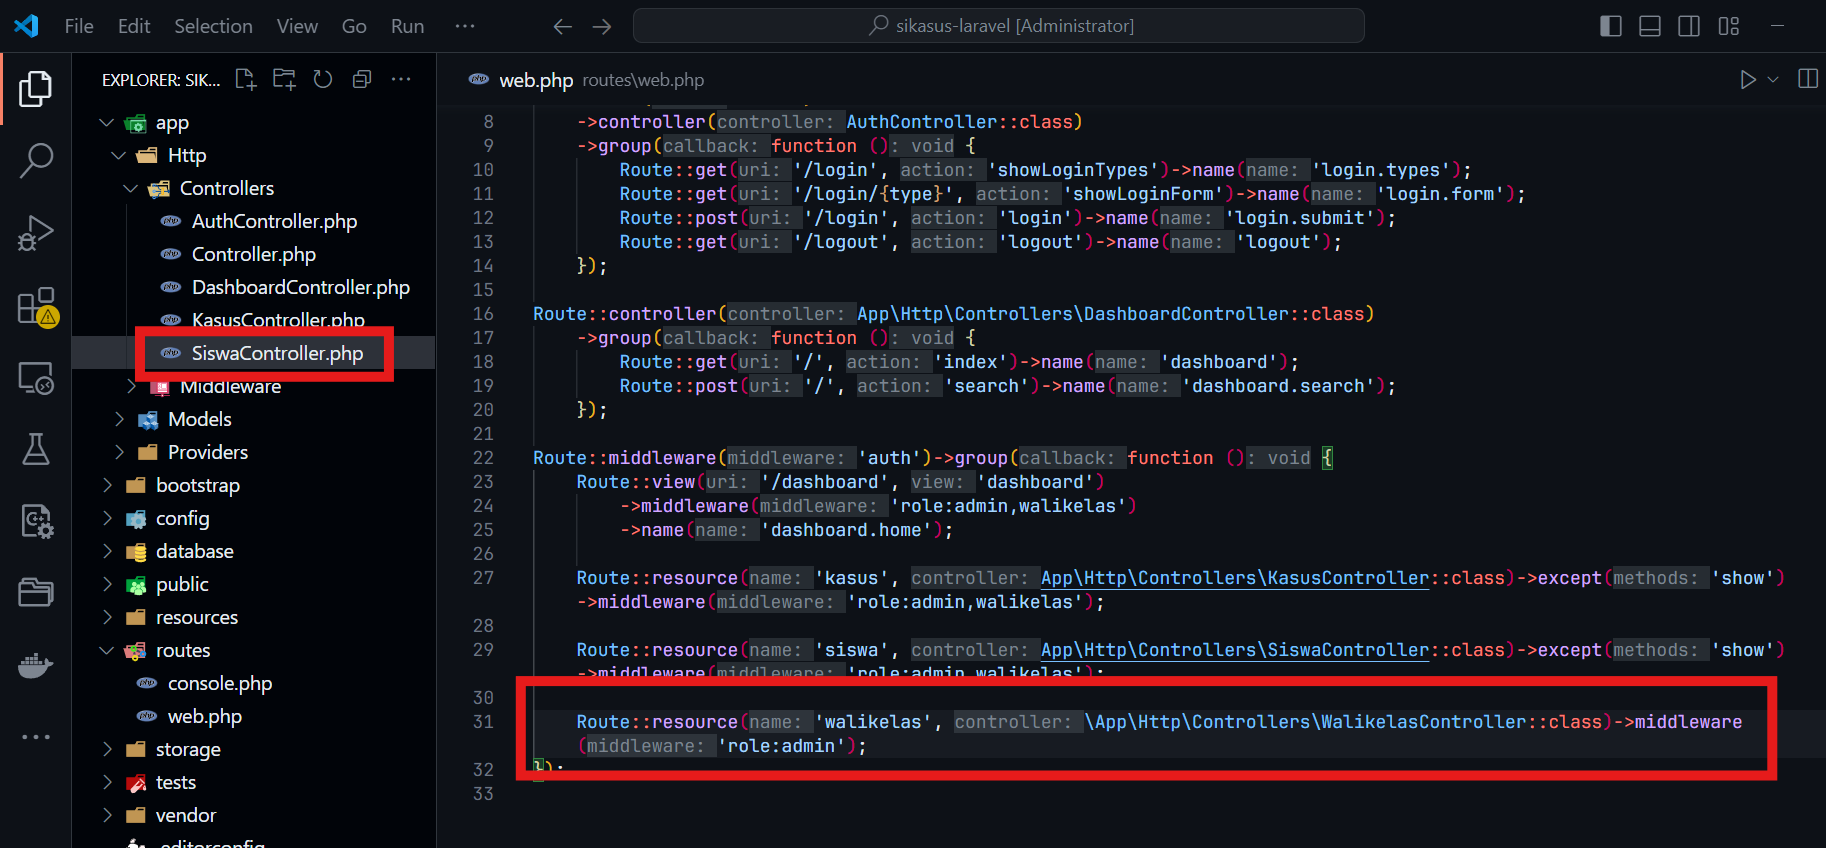 File Edit Selection View Go Run ···
sikasus-laravel [Administrator]
EXPLORER: SIK...
app
Http
Controllers
AuthController.php
Controller.php
DashboardController.php
KasusController.php
SiswaController.php
Middleware
Models
Providers
bootstrap
config
database
public
resources
routes
console.php
web.php
storage
tests
vendor
.editorconfig
web.php routes\web.php
8 ->controller(controller: AuthController::class)
9 ->group(callback: function (): void {
10 Route::get(uri: '/login', action: 'showLoginTypes')->name(name: 'login.types');
11 Route::get(uri: '/login/{type}', action: 'showLoginForm')->name(name: 'login.form');
12 Route::post(uri: '/login', action: 'login')->name(name: 'login.submit');
13 Route::get(uri: '/logout', action: 'logout')->name(name: 'logout');
14 });
15
16 Route::controller(controller: App\Http\Controllers\DashboardController::class)
17 ->group(callback: function (): void {
18 Route::get(uri: '/', action: 'index')->name(name: 'dashboard');
19 Route::post(uri: '/', action: 'search')->name(name: 'dashboard.search');
20 });
21
22 Route::middleware(middleware: 'auth')->group(callback: function (): void {
23 Route::view(uri: '/dashboard', view: 'dashboard')
24 ->middleware(middleware: 'role:admin,walikelas')
25 ->name(name: 'dashboard.home');
26
27 Route::resource(name: 'kasus', controller: App\Http\Controllers\KasusController::class)->except(methods: 'show')
->middleware(middleware: 'role:admin,walikelas');
28
29 Route::resource(name: 'siswa', controller: App\Http\Controllers\SiswaController::class)->except(methods: 'show')
->middleware(middleware: 'role:admin,walikelas');
30
31 Route::resource(name: 'walikelas', controller: \App\Http\Controllers\WalikelasController::class)->middleware
(middleware: 'role:admin');
32 });
33